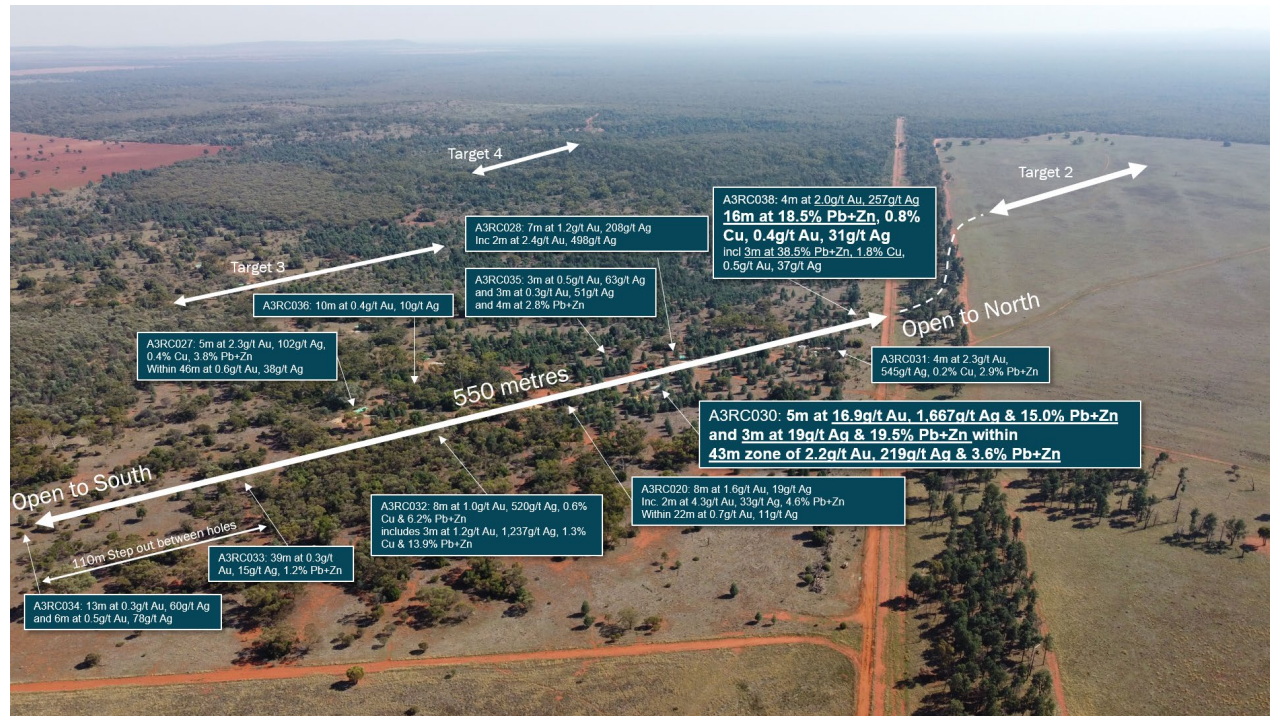 Target 4
Target 2
A3RC038: 4m at 2.0g/t Au, 257g/t Ag
16m at 18.5% Pb+Zn, 0.8%
Cu, 0.4g/t Au, 31g/t Ag
incl 3m at 38.5% Pb+Zn, 1.8% Cu,
0.5g/t Au, 37g/t Ag
A3RC028: 7m at 1.2g/t Au, 208g/t Ag
Inc 2m at 2.4g/t Au, 498g/t Ag
Target 3
A3RC035: 3m at 0.5g/t Au, 63g/t Ag
and 3m at 0.3g/t Au, 51g/t Ag
and 4m at 2.8% Pb+Zn
A3RC036: 10m at 0.4g/t Au, 10g/t Ag
Open to North
A3RC027: 5m at 2.3g/t Au, 102g/t Ag,
0.4% Cu, 3.8% Pb+Zn
Within 46m at 0.6g/t Au, 38g/t Ag
A3RC031: 4m at 2.3g/t Au,
545g/t Ag, 0.2% Cu, 2.9% Pb+Zn
550 metres
A3RC030: 5m at 16.9g/t Au, 1,667g/t Ag & 15.0% Pb+Zn
and 3m at 19g/t Ag & 19.5% Pb+Zn within
43m zone of 2.2g/t Au, 219g/t Ag & 3.6% Pb+Zn
Open to South
A3RC020: 8m at 1.6g/t Au, 19g/t Ag
Inc. 2m at 4.3g/t Au, 33g/t Ag, 4.6% Pb+Zn
Within 22m at 0.7g/t Au, 11g/t Ag
A3RC032: 8m at 1.0g/t Au, 520g/t Ag, 0.6%
Cu & 6.2% Pb+Zn
includes 3m at 1.2g/t Au, 1,237g/t Ag, 1.3%
Cu & 13.9% Pb+Zn
110m Step out between holes
A3RC033: 39m at 0.3g/t
Au, 15g/t Ag, 1.2% Pb+Zn
A3RC034: 13m at 0.3g/t Au, 60g/t Ag
and 6m at 0.5g/t Au, 78g/t Ag